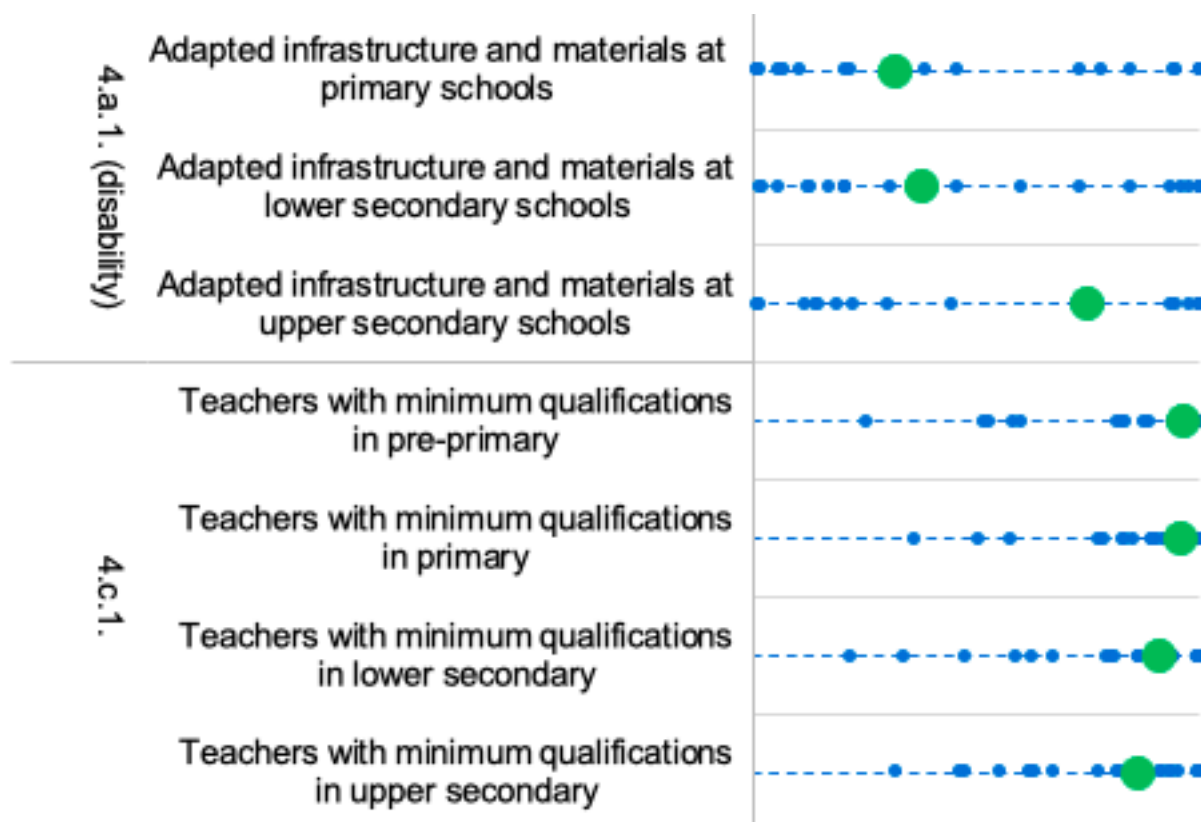 4.a.1. (disability)
Adapted infrastructure and materials at
primary schools
Adapted infrastructure and materials at
lower secondary schools
Adapted infrastructure and materials at
upper secondary schools
4.c.1.
Teachers with minimum qualifications
in pre-primary
Teachers with minimum qualifications
in primary
Teachers with minimum qualifications
in lower secondary
Teachers with minimum qualifications
in upper secondary